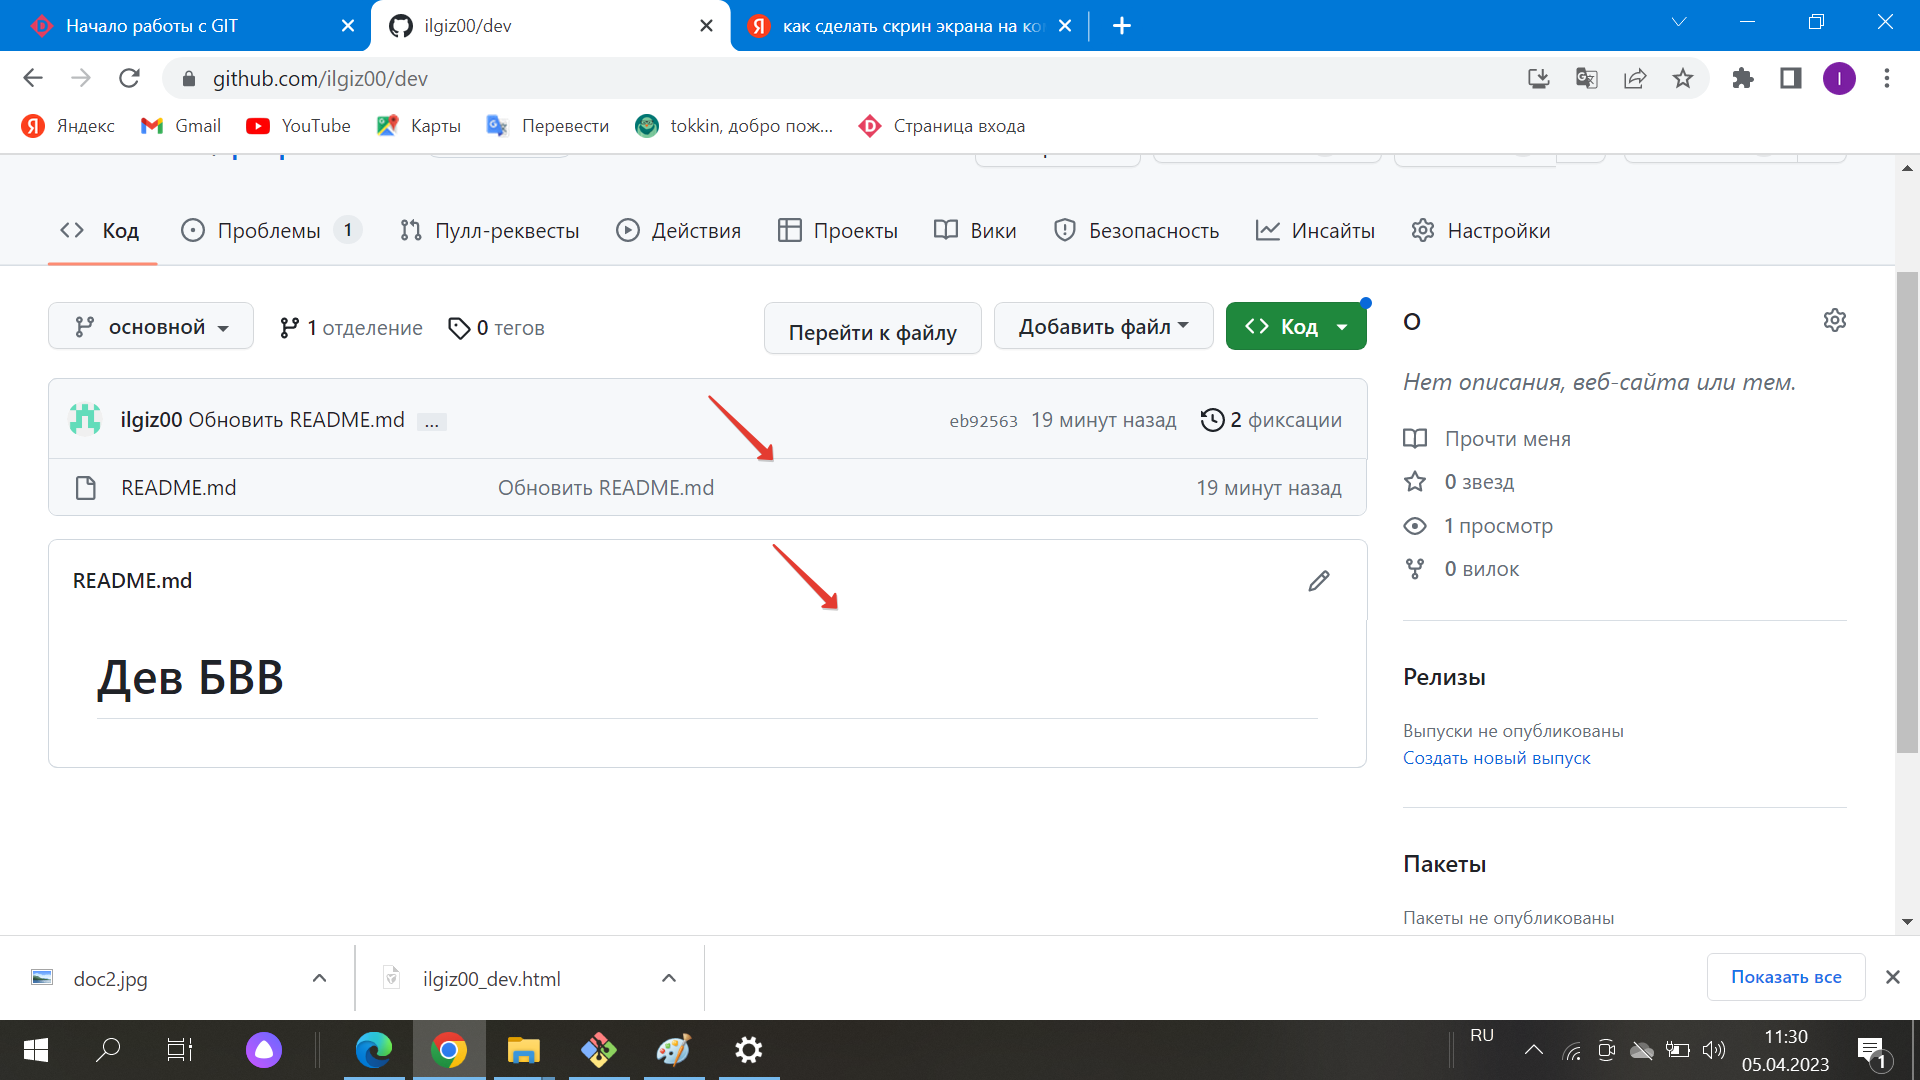 Начало работы с GIT
ilgiz00/dev
как сделать скрин экрана на ко
github.com/ilgiz00/dev
Яндекс
Gmail
YouTube
Карты
Перевести
tokkin, добро пож...
Страница входа
Код
Проблемы 1
Пулл-реквесты
Действия
Проекты
Вики
Безопасность
Инсайты
Настройки
основной
1 отделение
0 тегов
Перейти к файлу
Добавить файл
Код
О
Нет описания, веб-сайта или тем.
ilgiz00 Обновить README.md ...
eb92563 19 минут назад
2 фиксации
README.md
Обновить README.md
19 минут назад
Прочти меня
0 звезд
1 просмотр
0 вилок
README.md
Дев БВВ
Релизы
Выпуски не опубликованы
Создать новый выпуск
Пакеты
Пакеты не опубликованы
doc2.jpg
ilgiz00_dev.html
Показать все
RU
11:30
05.04.2023
1